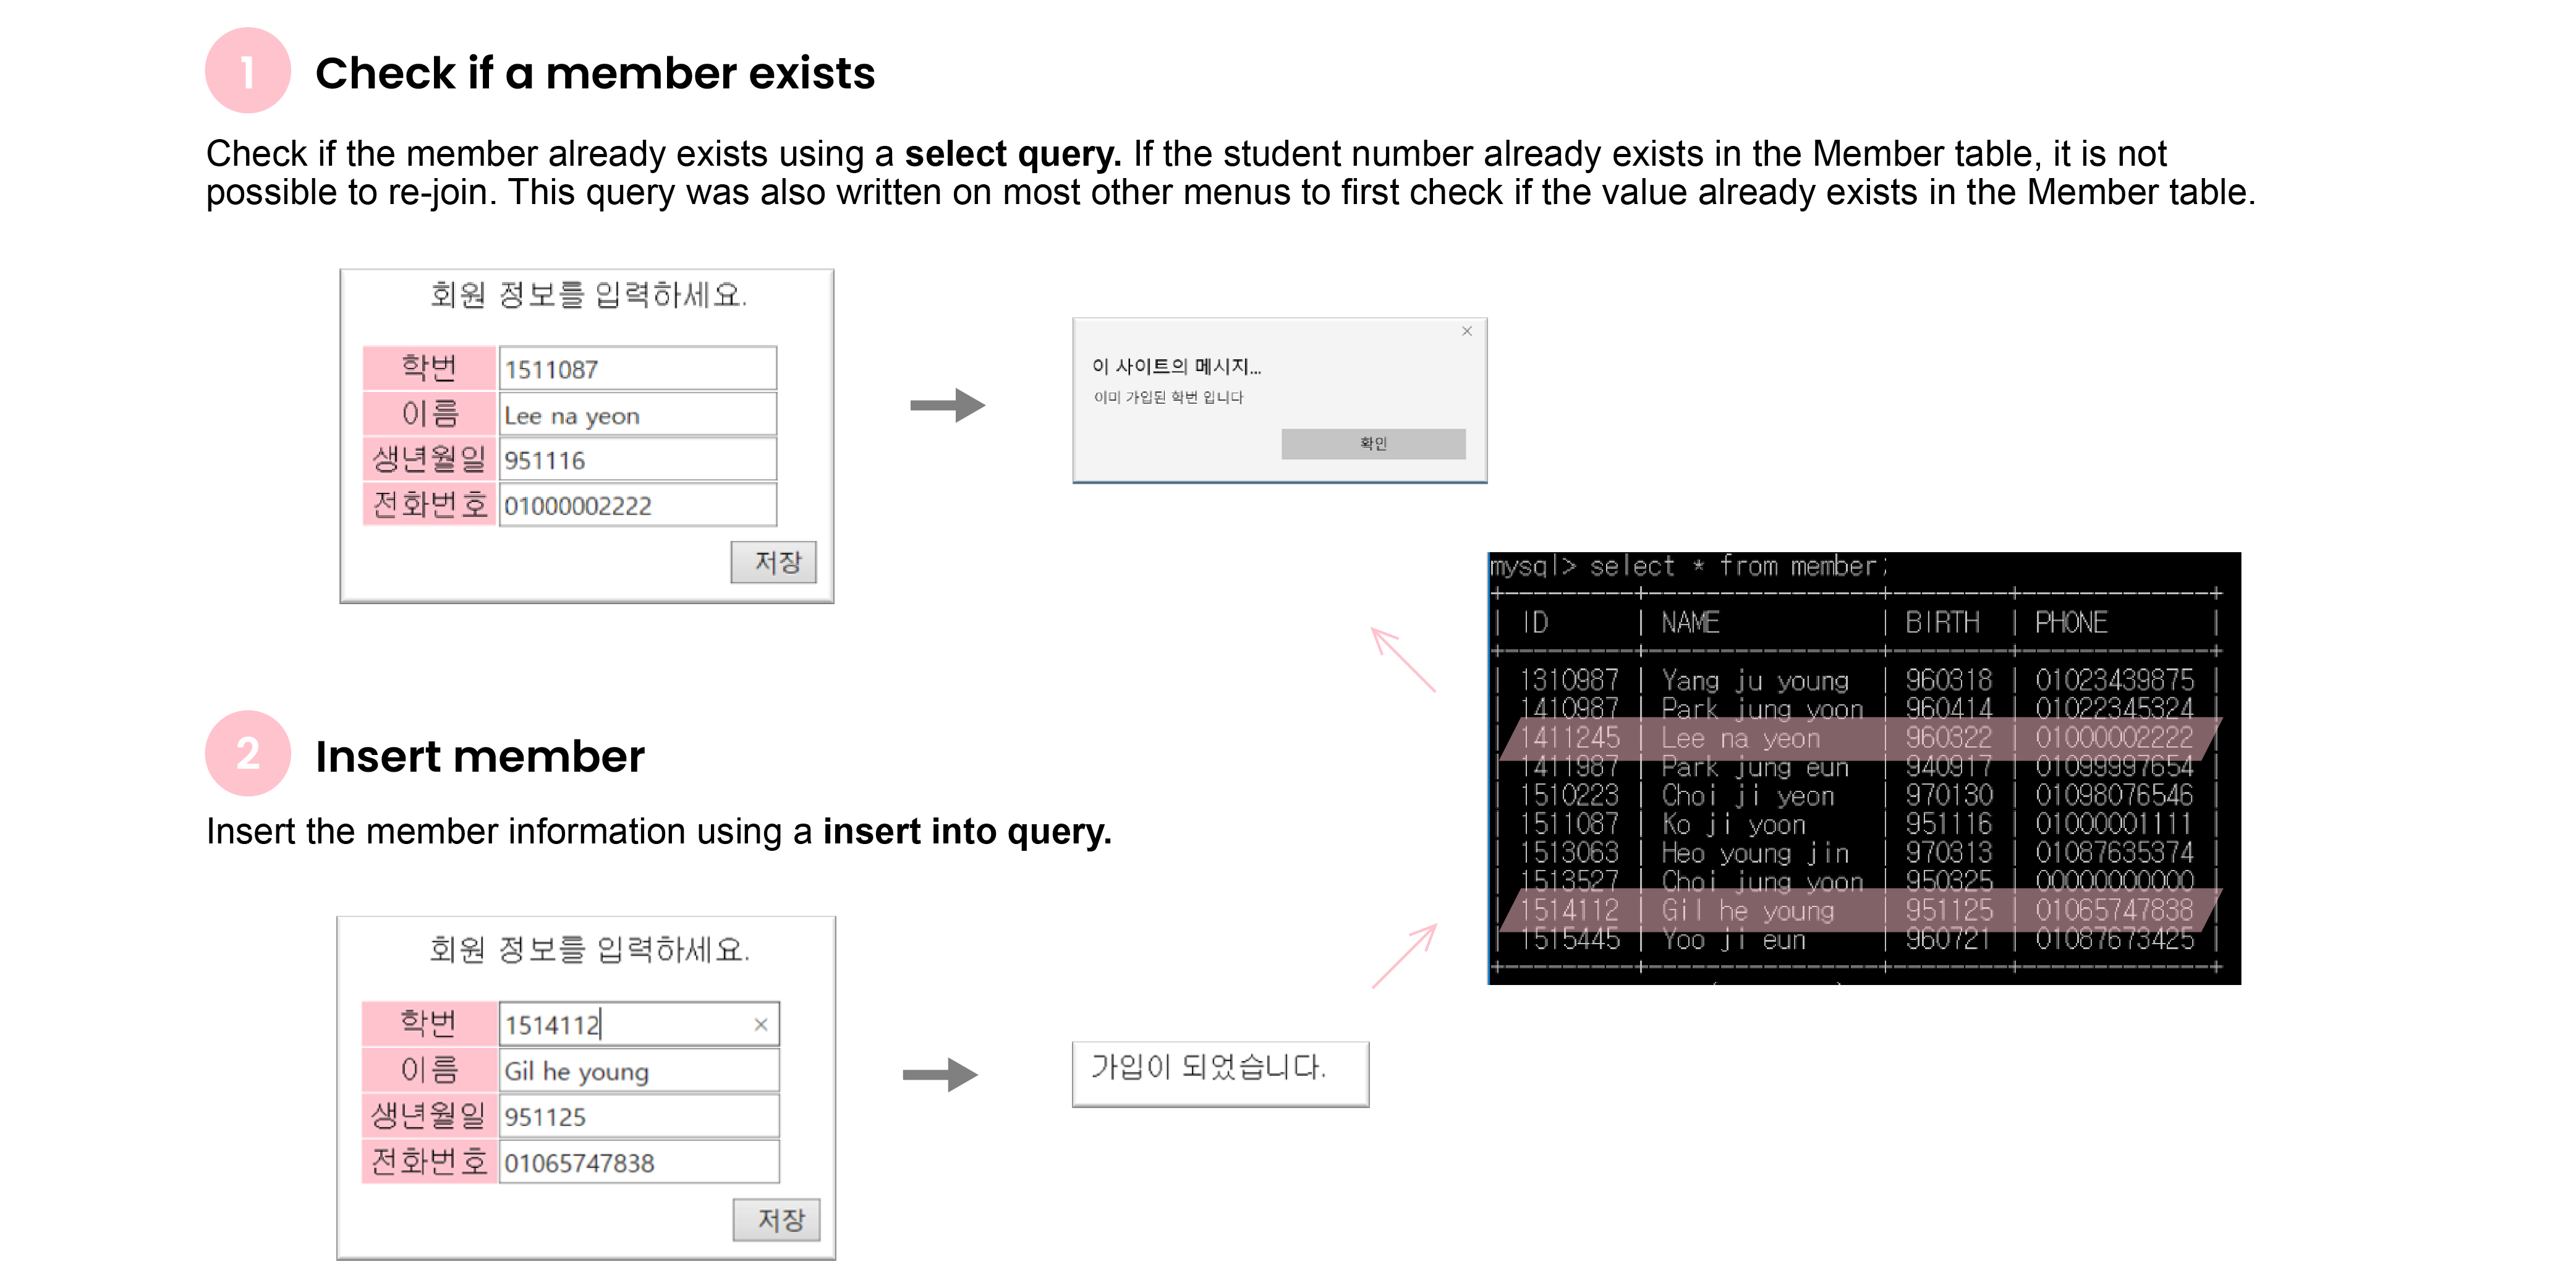 1
Check if a member exists
Check if the member already exists using a select query. If the student number already exists in the Member table, it is not
possible to re-join. This query was also written on most other menus to first check if the value already exists in the Member table.
회원 정보를 입력하세요.
학번 1511087
이름 Lee na yeon
생년월일 951116
전화번호 01000002222
저장
×
이 사이트의 메시지...
이미 가입된 학번 입니다
확인
2
Insert member
Insert the member information using a insert into query.
회원 정보를 입력하세요.
학번 1514112 ×
이름 Gil he young
생년월일 951125
전화번호 01065747838
저장
가입이 되었습니다.
mysql> select * from member;
+---------+---------------+--------+-------------+
| ID | NAME | BIRTH | PHONE |
+---------+---------------+--------+-------------+
| 1310987 | Yang ju young | 960318 | 01023439875 |
| 1410987 | Park jung yoon | 960414 | 01022345324 |
| 1411245 | Lee na yeon | 960322 | 01000002222 |
| 1411987 | Park jung eun | 940917 | 01099997654 |
| 1510223 | Choi ji yeon | 970130 | 01098076546 |
| 1511087 | Ko ji yoon | 951116 | 01000001111 |
| 1513063 | Heo young jin | 970313 | 01087635374 |
| 1513527 | Choi jung yoon | 950325 | 00000000000 |
| 1514112 | Gil he young | 951125 | 01065747838 |
| 1515445 | Yoo ji eun | 960721 | 01087673425 |
+---------+---------------+--------+-------------+